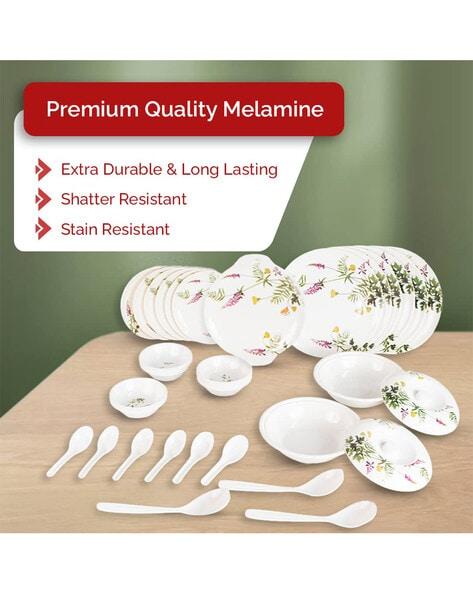 Premium Quality Melamine
Extra Durable & Long Lasting
Shatter Resistant
Stain Resistant